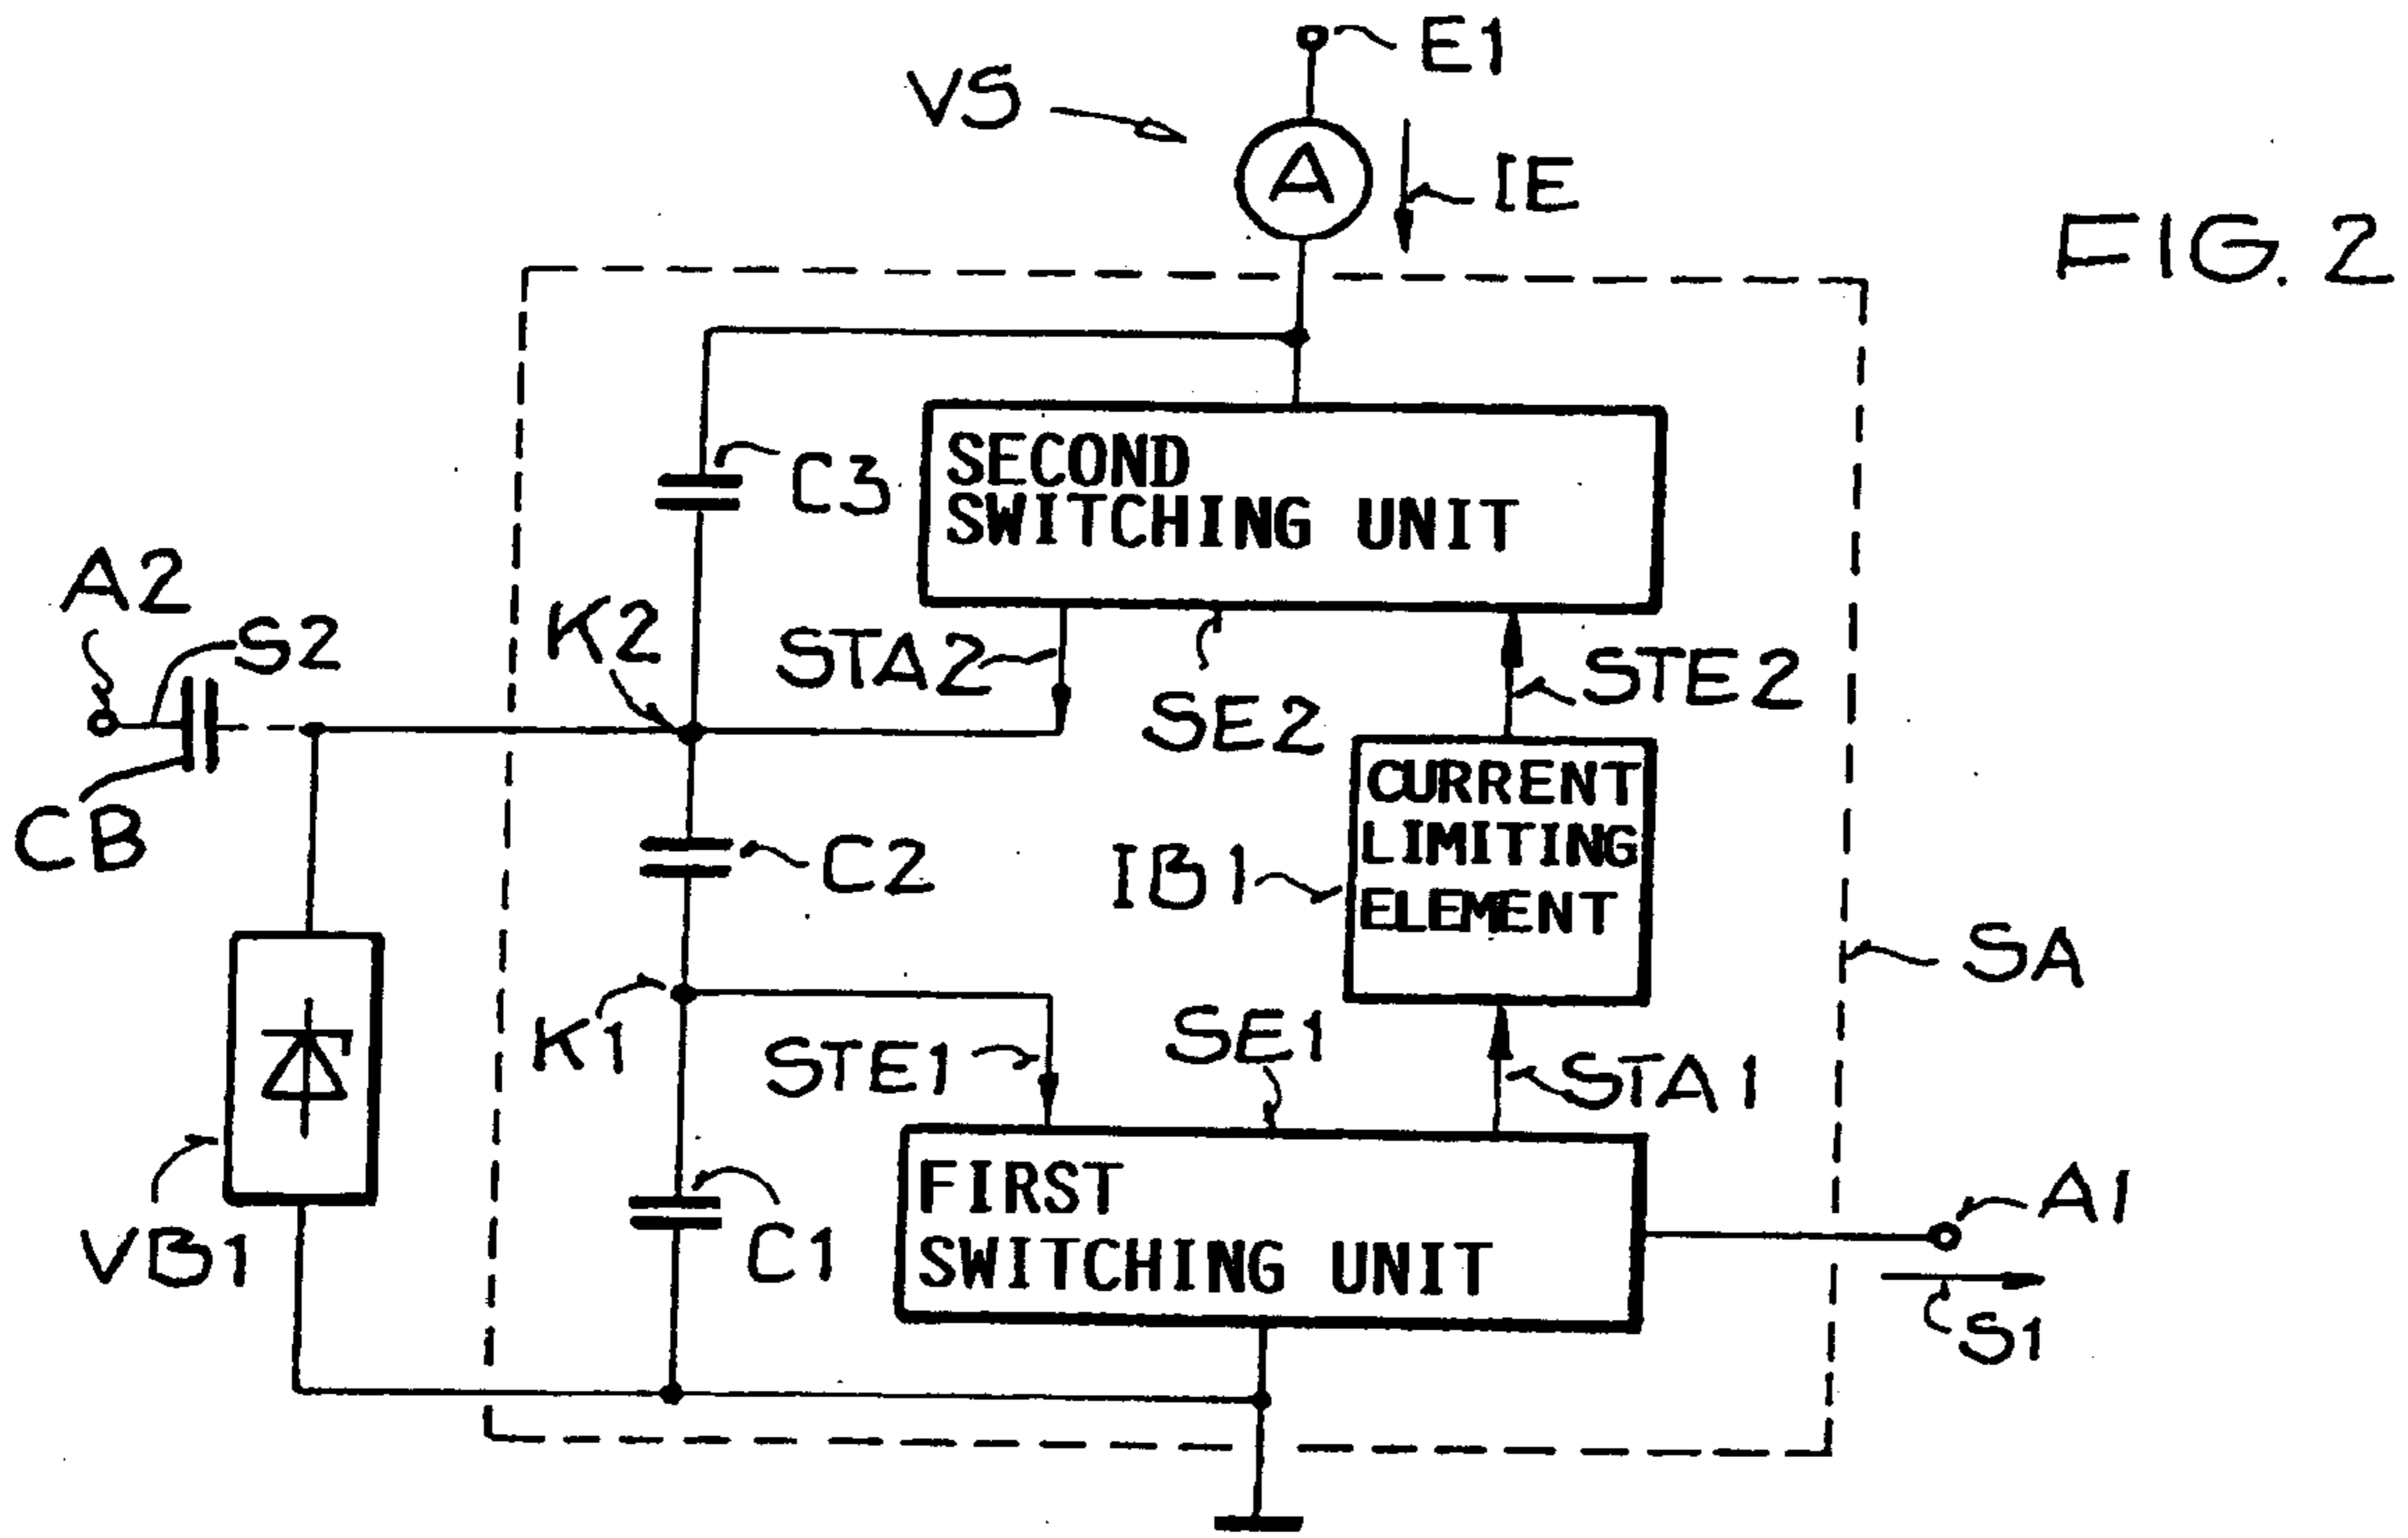 E1
VS
A
IE
FIG. 2
SECOND
SWITCHING UNIT
C3
A2
S2
K2
STA2
SE2
STE2
CB
CURRENT
LIMITING
ELEMENT
C2
IB1
SA
K1
STE1
SE1
STA1
FIRST
SWITCHING UNIT
VB1
C1
A1
S1